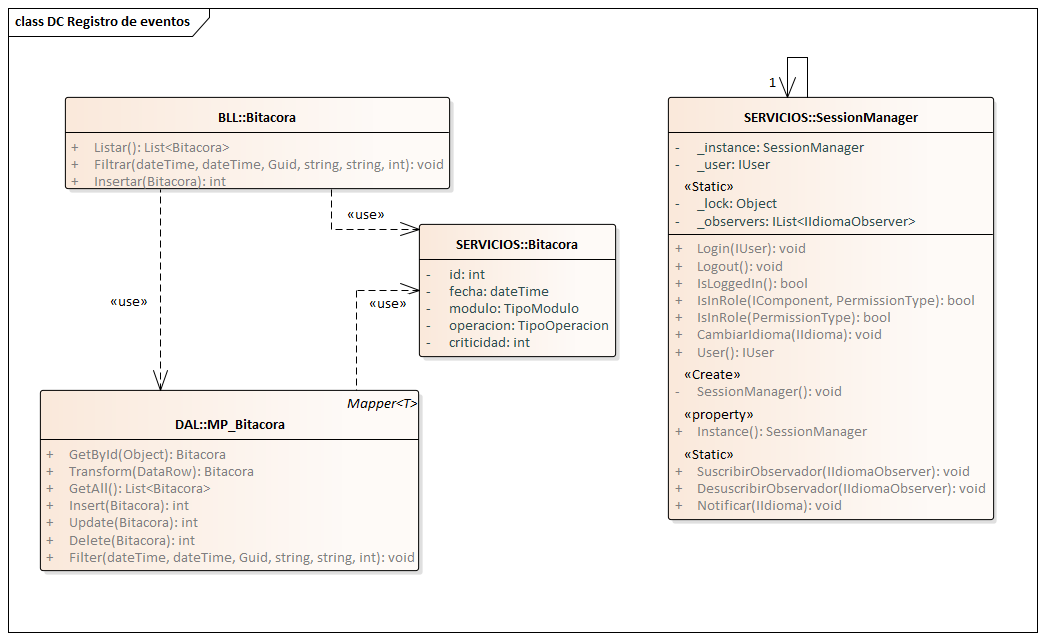 class DC Registro de eventos
BLL::Bitacora
+ Listar(): List<Bitacora>
+ Filtrar(dateTime, dateTime, Guid, string, string, int): void
+ Insertar(Bitacora): int
«use»
«use»
«use»
SERVICIOS::Bitacora
- id: int
- fecha: dateTime
- modulo: TipoModulo
- operacion: TipoOperacion
- criticidad: int
Mapper<T>
DAL::MP_Bitacora
+ GetById(Object): Bitacora
+ Transform(DataRow): Bitacora
+ GetAll(): List<Bitacora>
+ Insert(Bitacora): int
+ Update(Bitacora): int
+ Delete(Bitacora): int
+ Filter(dateTime, dateTime, Guid, string, string, int): void
1
SERVICIOS::SessionManager
- _instance: SessionManager
- _user: IUser
«Static»
- _lock: Object
- _observers: IList<IIdiomaObserver>
+ Login(IUser): void
+ Logout(): void
+ IsLoggedIn(): bool
+ IsInRole(IComponent, PermissionType): bool
+ IsInRole(PermissionType): bool
+ CambiarIdioma(IIdioma): void
+ User(): IUser
«Create»
- SessionManager(): void
«property»
+ Instance(): SessionManager
«Static»
+ SuscribirObservador(IIdiomaObserver): void
+ DesuscribirObservador(IIdiomaObserver): void
+ Notificar(IIdioma): void